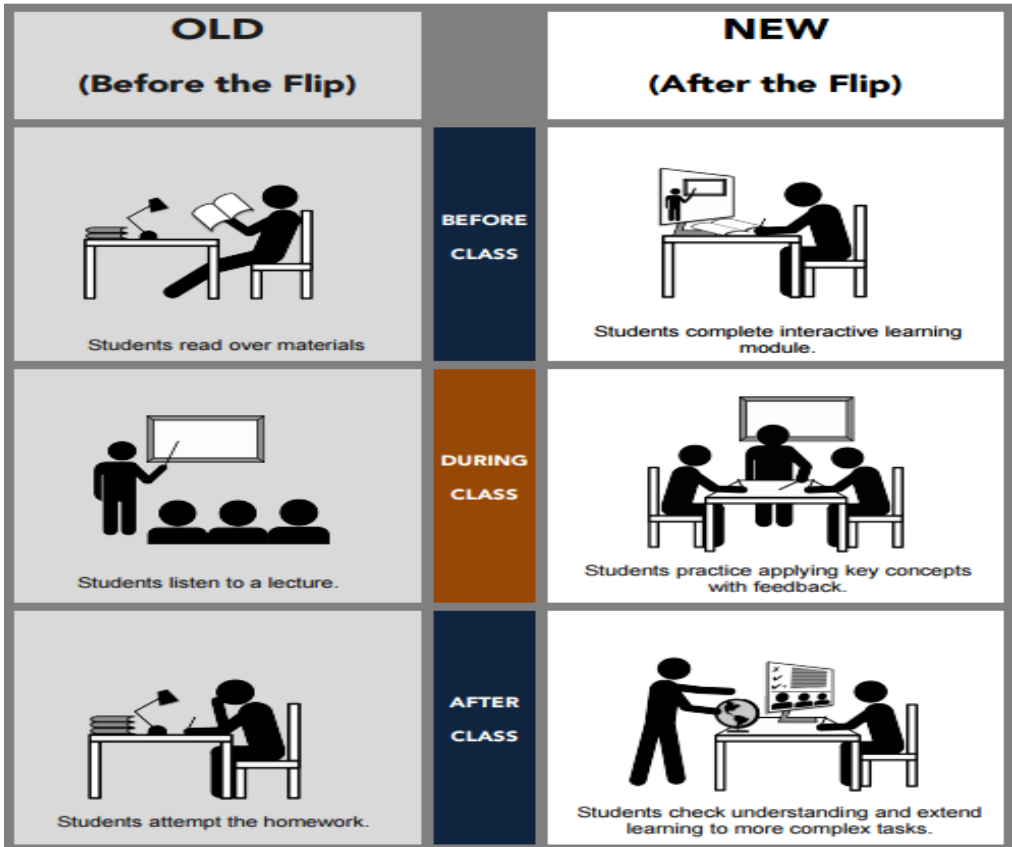 OLD
(Before the Flip)
NEW
(After the Flip)
Students read over materials
BEFORE
CLASS
Students complete interactive learning
module.
Students listen to a lecture.
DURING
CLASS
Students practice applying key concepts
with feedback.
Students attempt the homework.
AFTER
CLASS
Students check understanding and extend
learning to more complex tasks.